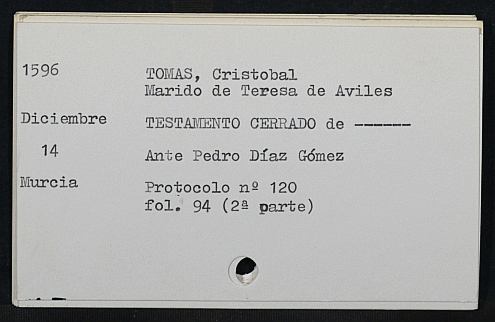 1596 TOMAS, Cristobal
Marido de Teresa de Aviles
Diciembre TESTAMENTO CERRADO de ------
14 Ante Pedro Díaz Gómez
Murcia Protocolo nº 120
fol. 94 (2ª parte)